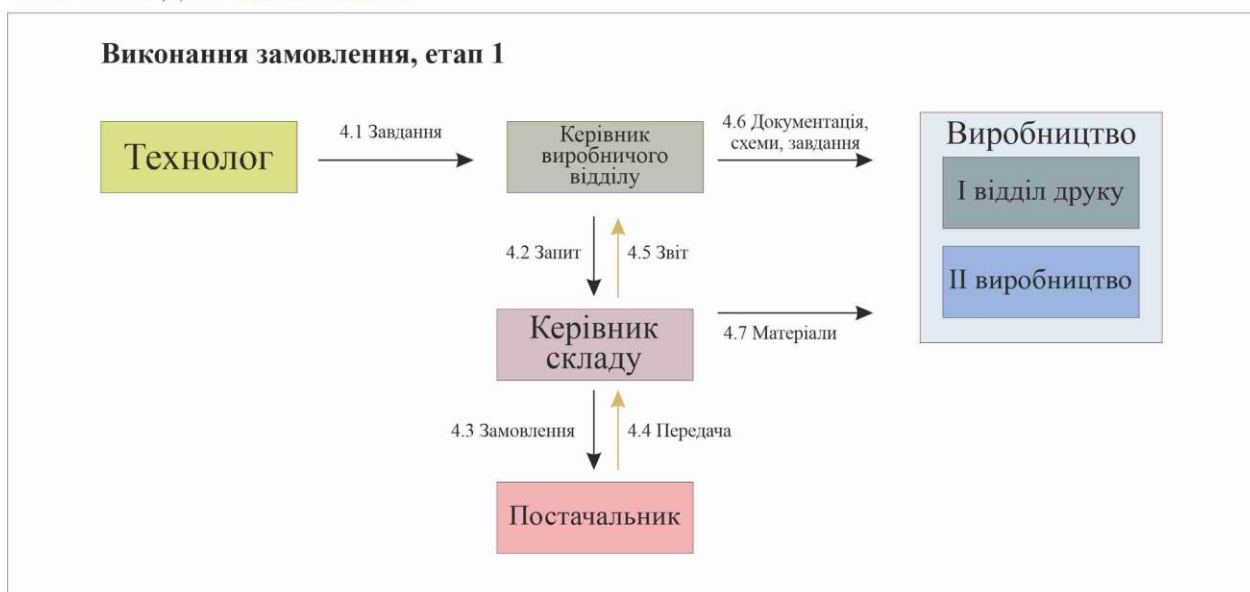 Виконання замовлення, етап 1
Технолог
4.1 Завдання
Керівник
виробничого
відділу
4.6 Документація,
схеми, завдання
Виробництво
І відділ друку
ІІ виробництво
4.2 Запит
4.5 Звіт
Керівник
складу
4.7 Матеріали
4.3 Замовлення
4.4 Передача
Постачальник